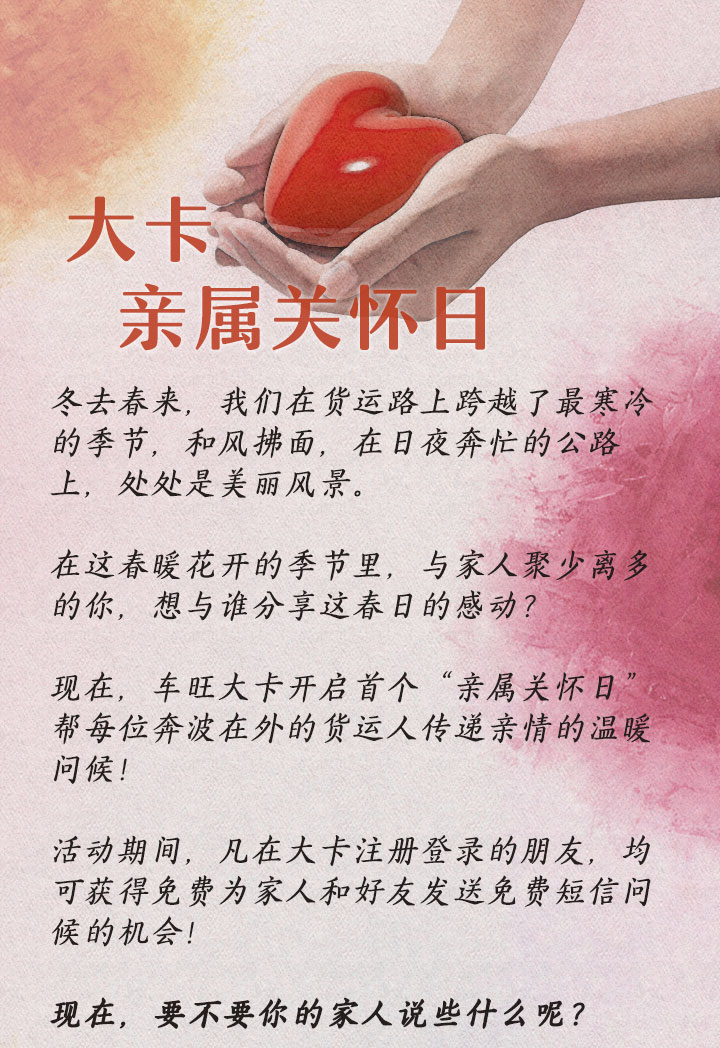 大卡
亲属关怀日
冬去春来，我们在货运路上跨越了最寒冷
的季节，和风拂面，在日夜奔忙的公路
上，处处是美丽风景。
在这春暖花开的季节里，与家人聚少离多
的你，想与谁分享这春日的感动？
现在，车旺大卡开启首个“亲属关怀日”
帮每位奔波在外的货运人传递亲情的温暖
问候！
活动期间，凡在大卡注册登录的朋友，均
可获得免费为家人和好友发送免费短信问
候的机会！
现在，要不要你的家人说些什么呢？